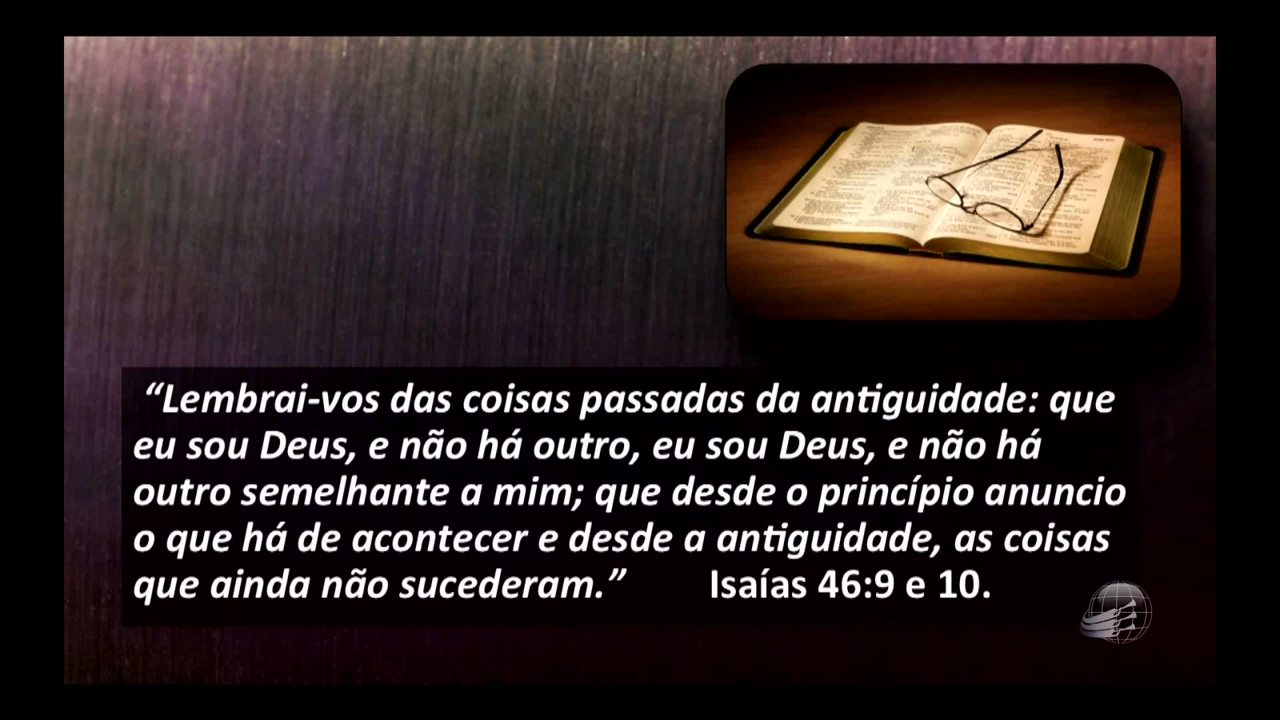 “Lembrai-vos das coisas passadas da antiguidade: que
eu sou Deus, e não há outro, eu sou Deus, e não há
outro semelhante a mim; que desde o princípio anuncio
o que há de acontecer e desde a antiguidade, as coisas
que ainda não sucederam.” Isaías 46:9 e 10.